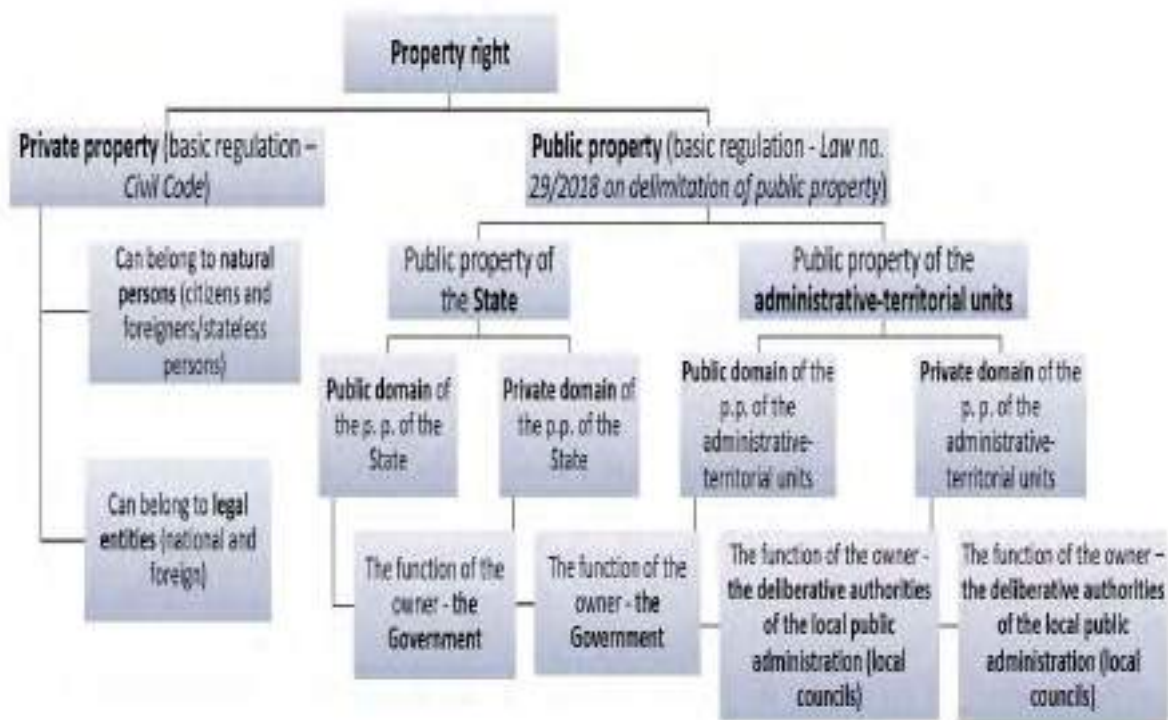 Property right
Private property (basic regulation –
Civil Code)
Can belong to natural
persons (citizens and
foreigners/stateless
persons)
Can belong to legal
entities (national and
foreign)
Public property (basic regulation - Law no.
29/2018 on delimitation of public property)
Public property of
the State
Public domain of
the p. p. of the
State
The function of the
owner - the
Government
Private domain of
the p.p. of the
State
The function of the
owner - the
Government
Public property of the
administrative-territorial units
Public domain of the
p.p. of the
administrative-
territorial units
The function of the owner -
the deliberative authorities
of the local public
administration (local
councils)
Private domain of the
p. p. of the
administrative-
territorial units
The function of the owner –
the deliberative authorities
of the local public
administration (local
councils)